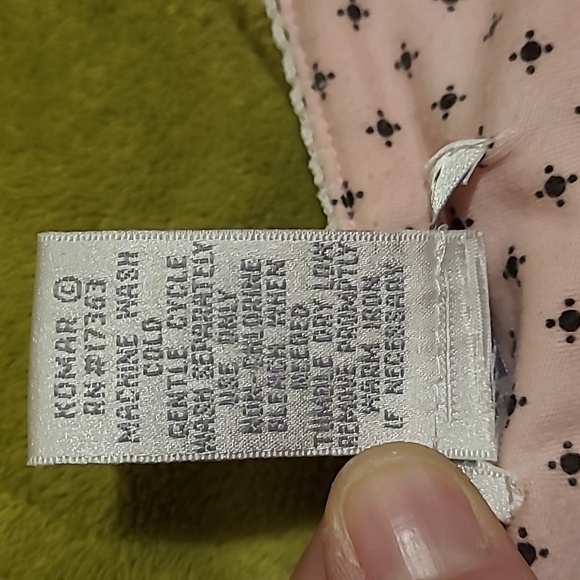 KOMAR ©
RN#17363
MACHINE WASH
COLD
GENTLE CYCLE
WASH SEPARATELY
USE ONLY
NON-CHLORINE
BLEACH WHEN
NEEDED
TUMBLE DRY LOW
REMOVE PROMPTLY
WARM IRON
IF NECESSARY